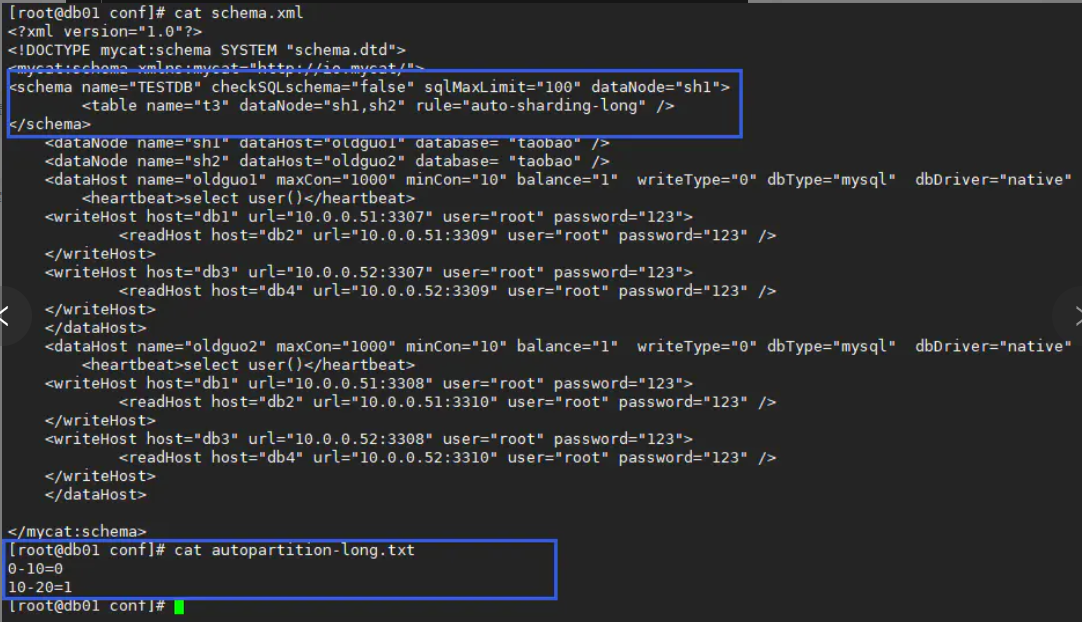 [root@db01 conf]# cat schema.xml
<?xml version="1.0"?>
<!DOCTYPE mycat:schema SYSTEM "schema.dtd">
<mycat:schema xmlns:mycat="http://io.mycat/">
<schema name="TESTDB" checkSQLschema="false" sqlMaxLimit="100" dataNode="sh1">
        <table name="t3" dataNode="sh1,sh2" rule="auto-sharding-long" />
</schema>
    <dataNode name="sh1" dataHost="oldguo1" database= "taobao" />
    <dataNode name="sh2" dataHost="oldguo2" database= "taobao" />
    <dataHost name="oldguo1" maxCon="1000" minCon="10" balance="1"  writeType="0" dbType="mysql"  dbDriver="native"
        <heartbeat>select user()</heartbeat>
    <writeHost host="db1" url="10.0.0.51:3307" user="root" password="123">
            <readHost host="db2" url="10.0.0.51:3309" user="root" password="123" />
    </writeHost>
    <writeHost host="db3" url="10.0.0.52:3307" user="root" password="123">
            <readHost host="db4" url="10.0.0.52:3309" user="root" password="123" />
    </writeHost>
    </dataHost>
    <dataHost name="oldguo2" maxCon="1000" minCon="10" balance="1"  writeType="0" dbType="mysql"  dbDriver="native"
        <heartbeat>select user()</heartbeat>
    <writeHost host="db1" url="10.0.0.51:3308" user="root" password="123">
            <readHost host="db2" url="10.0.0.51:3310" user="root" password="123" />
    </writeHost>
    <writeHost host="db3" url="10.0.0.52:3308" user="root" password="123">
            <readHost host="db4" url="10.0.0.52:3310" user="root" password="123" />
    </writeHost>
    </dataHost>
</mycat:schema>
[root@db01 conf]# cat autopartition-long.txt
0-10=0
10-20=1
[root@db01 conf]#